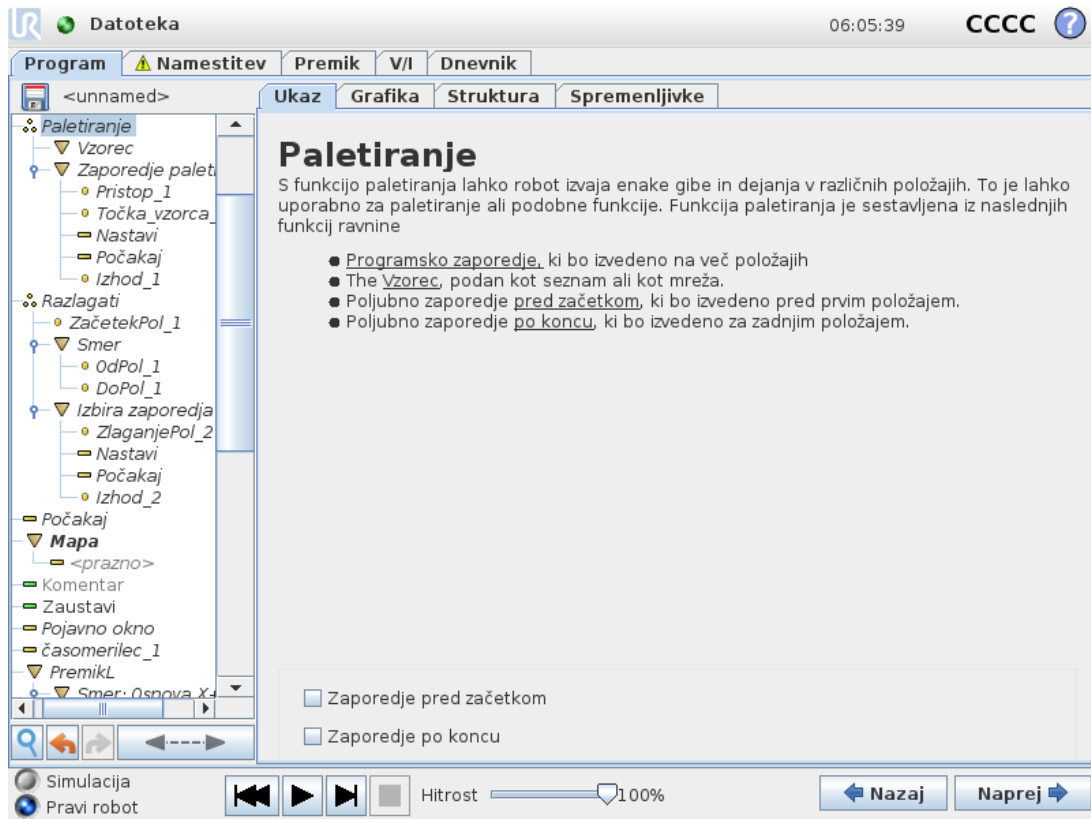 UR Datoteka 06:05:39 CCCC ?
Program Namestitev Premik V/I Dnevnik
<unnamed>
Ukaz Grafika Struktura Spremenljivke
Paletiranje
Vzorec
Zaporedje palet
Pristop_1
Točka_vzorca_
Nastavi
Počakaj
Izhod_1
Razlagati
ZačetekPol_1
Smer
OdPol_1
DoPol_1
Izbira zaporedja
ZlaganjePol_2
Nastavi
Počakaj
Izhod_2
Počakaj
Mapa
<prazno>
Komentar
Zaustavi
Pojavno okno
časomerilec_1
PremikL
Smer: Osnova X+
Paletiranje
S funkcijo paletiranja lahko robot izvaja enake gibe in dejanja v različnih položajih. To je lahko
uporabno za paletiranje ali podobne funkcije. Funkcija paletiranja je sestavljena iz naslednjih
funkcij ravnine
Programsko zaporedje, ki bo izvedeno na več položajih
The Vzorec, podan kot seznam ali kot mreža.
Poljubno zaporedje pred začetkom, ki bo izvedeno pred prvim položajem.
Poljubno zaporedje po koncu, ki bo izvedeno za zadnjim položajem.
Zaporedje pred začetkom
Zaporedje po koncu
Simulacija
Pravi robot
Hitrost 100%
Nazaj Naprej